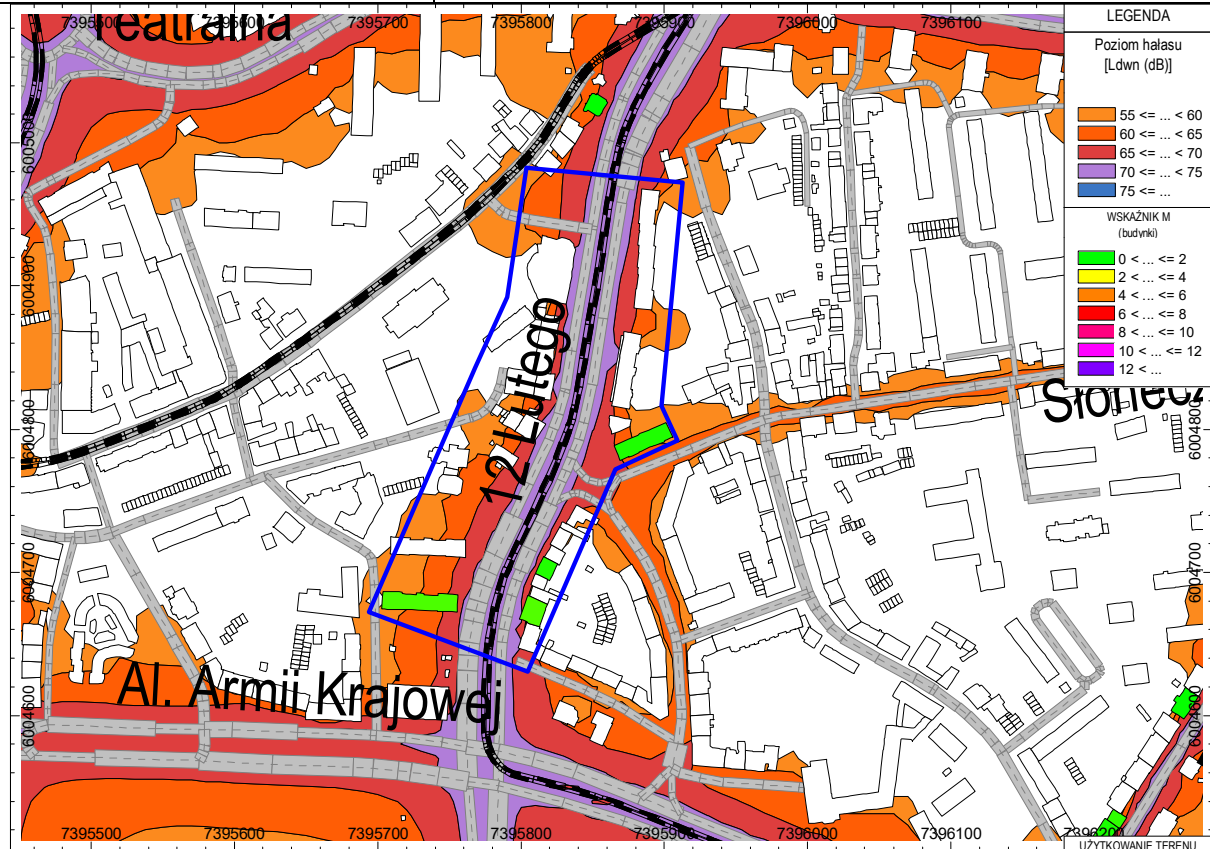 Teatralna
7395500
7395600
7395700
7395800
7395900
7396000
7396100
LEGENDA
Poziom hałasu
[Ldwn (dB)]
55 <= ... < 60
60 <= ... < 65
65 <= ... < 70
70 <= ... < 75
75 <= ...
WSKAŹNIK M
(budynki)
0 < ... <= 2
2 < ... <= 4
4 < ... <= 6
6 < ... <= 8
8 < ... <= 10
10 < ... <= 12
12 < ...
6005000
6004900
6004800
6004700
6004600
12 Lutego
Słonecz
6004800
6004700
6004600
Al. Armii Krajowej
7395500
7395600
7395700
7395800
7395900
7396000
7396100
7396200
UŻYTKOWANIE TERENU